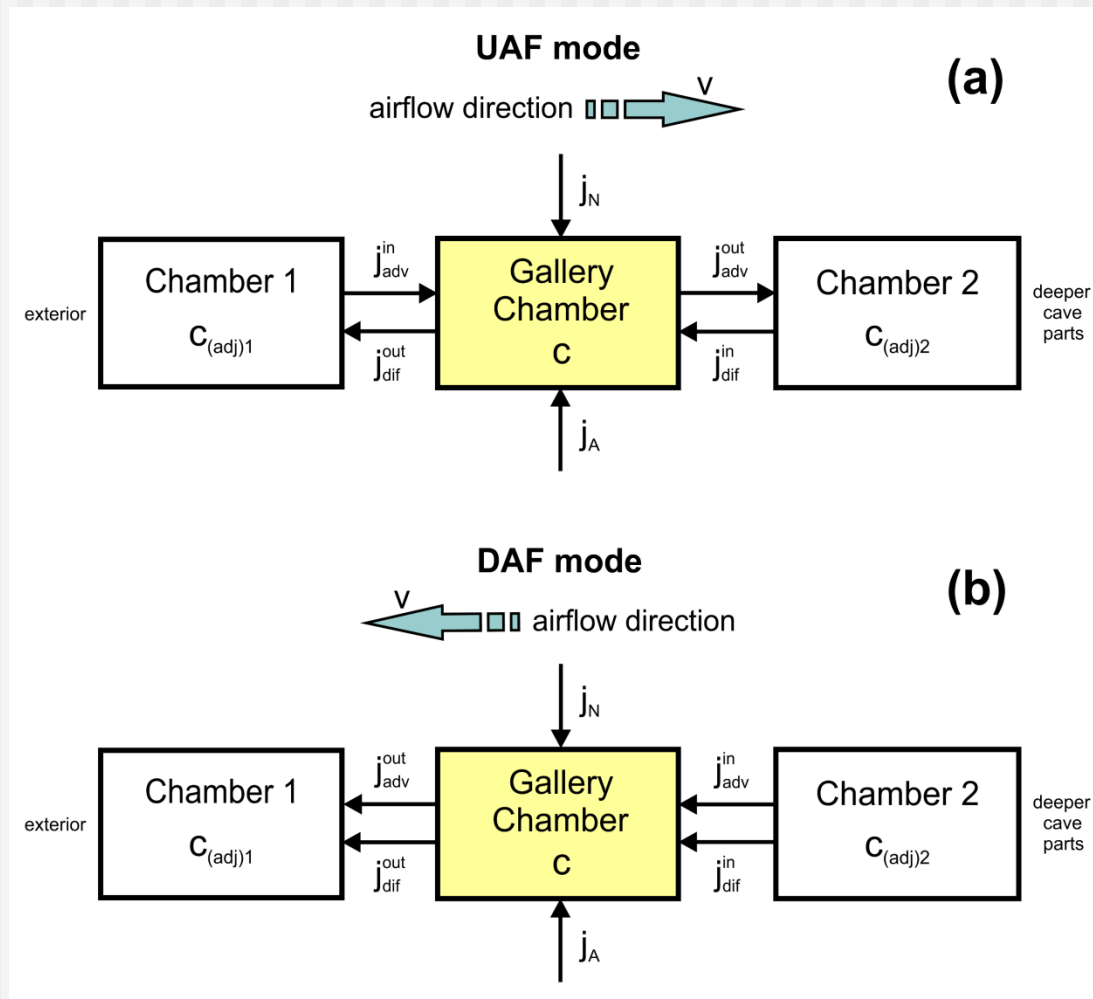 UAF mode
(a)
v
airflow direction
j_N
Chamber 1
c_(adj)1
exterior
j_adv^in
j_dif^out
Gallery
Chamber
c
j_adv^out
j_dif^in
Chamber 2
c_(adj)2
deeper
cave
parts
j_A
DAF mode
(b)
v
airflow direction
j_N
Chamber 1
c_(adj)1
exterior
j_adv^out
j_dif^out
Gallery
Chamber
c
j_adv^in
j_dif^in
Chamber 2
c_(adj)2
deeper
cave
parts
j_A